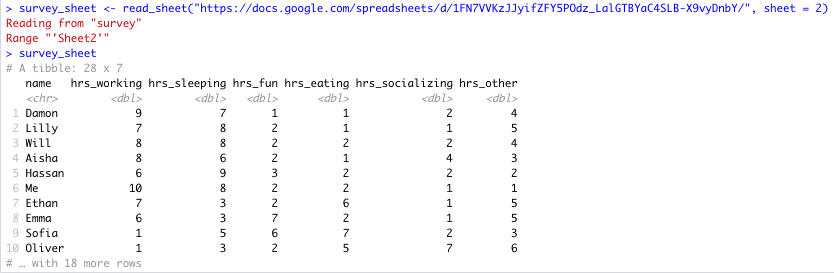 > survey_sheet <- read_sheet("https://docs.google.com/spreadsheets/d/1FN7VVKzJJyifZFY5POdz_LalGTBYaC4SLB-X9vyDnbY/", sheet = 2)
Reading from "survey"
Range "'Sheet2'"
> survey_sheet
# A tibble: 28 x 7
name hrs_working hrs_sleeping hrs_fun hrs_eating hrs_socializing hrs_other
<chr> <dbl> <dbl> <dbl> <dbl> <dbl> <dbl>
1 Damon 9 7 1 1 2 4
2 Lilly 7 8 2 1 1 5
3 Will 8 8 2 2 2 4
4 Aisha 8 6 2 1 4 3
5 Hassan 6 9 3 2 2 2
6 Me 10 8 2 2 1 1
7 Ethan 7 3 2 6 1 5
8 Emma 6 3 7 2 1 5
9 Sofia 1 5 6 7 2 3
10 Oliver 1 3 2 5 7 6
# … with 18 more rows